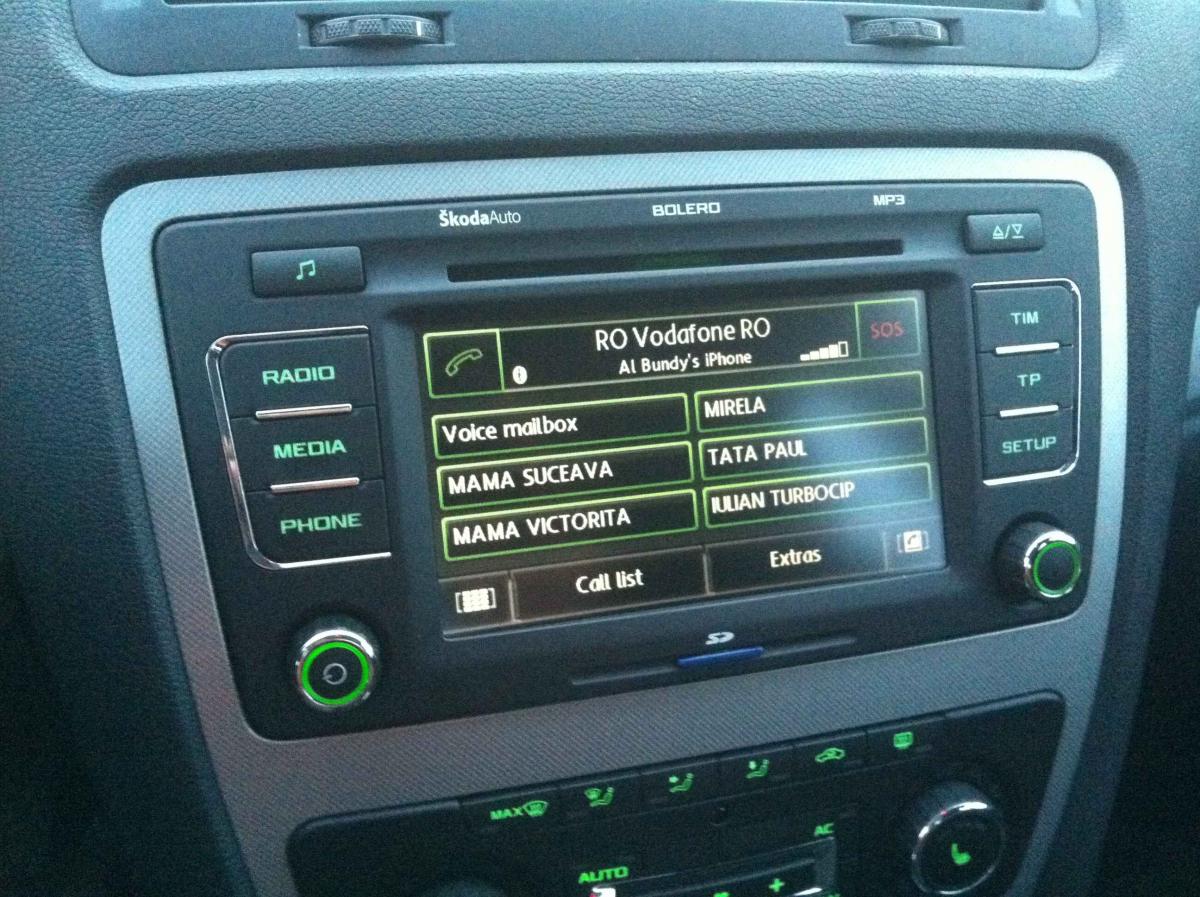 ŠkodaAuto BOLERO MP3
RO Vodafone RO
SOS
Al Bundy's iPhone
RADIO
MEDIA
PHONE
Voice mailbox
MIRELA
MAMA SUCEAVA
TATA PAUL
MAMA VICTORITA
IULIAN TURBOCIP
Call list
Extras
TIM
TP
SETUP
SD
MAX
AC
AUTO